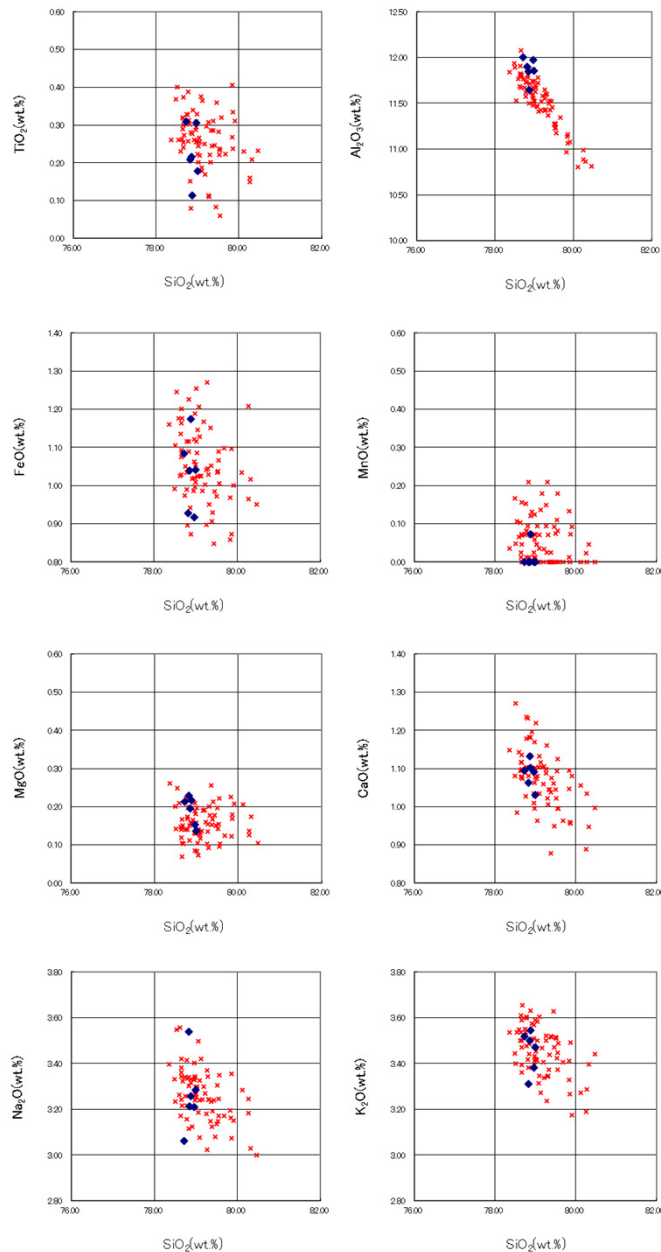 TiO₂(wt.%)
0.60
0.50
0.40
0.30
0.20
0.10
0.00
76.00 78.00 80.00 82.00
SiO₂(wt.%)
Al₂O₃(wt.%)
12.00
11.50
11.00
10.50
10.00
76.00 78.00 80.00 82.00
SiO₂(wt.%)
FeO(wt.%)
1.40
1.30
1.20
1.10
1.00
0.90
0.80
76.00 78.00 80.00 82.00
SiO₂(wt.%)
MnO(wt.%)
0.60
0.50
0.40
0.30
0.20
0.10
0.00
76.00 78.00 80.00 82.00
SiO₂(wt.%)
MgO(wt.%)
0.60
0.50
0.40
0.30
0.20
0.10
0.00
76.00 78.00 80.00 82.00
SiO₂(wt.%)
CaO(wt.%)
1.40
1.30
1.20
1.10
1.00
0.90
0.80
76.00 78.00 80.00 82.00
SiO₂(wt.%)
Na₂O(wt.%)
3.80
3.60
3.40
3.20
3.00
2.80
76.00 78.00 80.00 82.00
SiO₂(wt.%)
K₂O(wt.%)
3.80
3.60
3.40
3.20
3.00
2.80
76.00 78.00 80.00 82.00
SiO₂(wt.%)